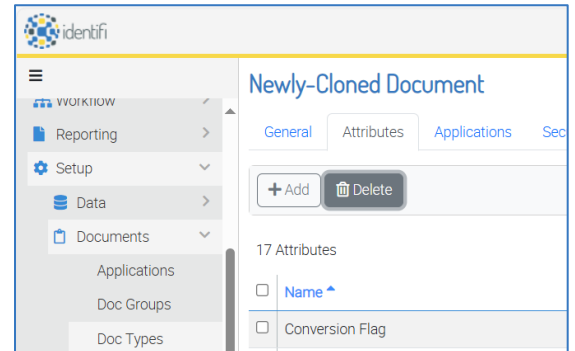 identifi
Workflow
Reporting
Setup
Data
Documents
Applications
Doc Groups
Doc Types
Newly-Cloned Document
General Attributes Applications Sec
+ Add Delete
17 Attributes
Name
Conversion Flag